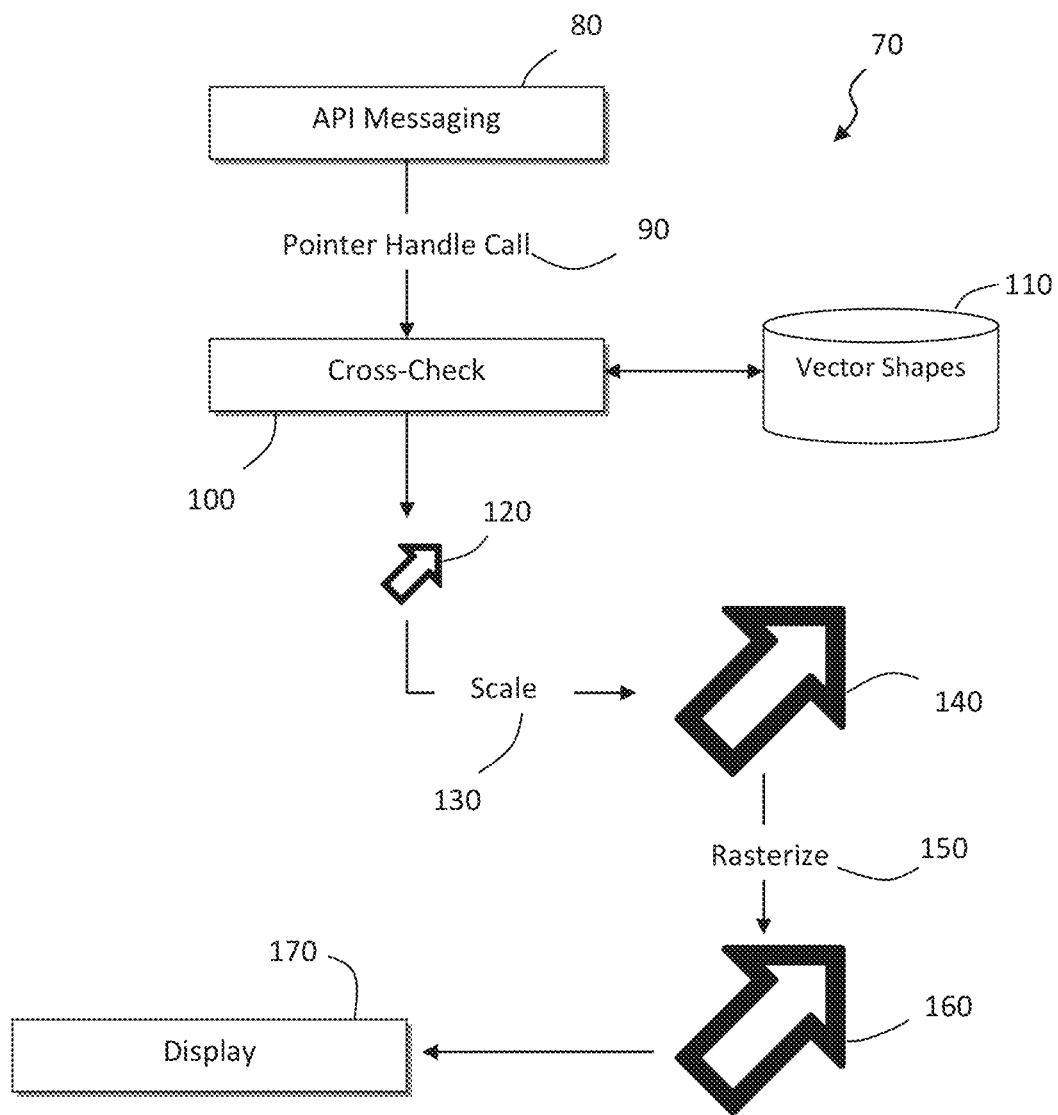 80
70
API Messaging
Pointer Handle Call
90
110
Cross-Check
Vector Shapes
100
120
Scale
140
130
Rasterize
150
170
160
Display